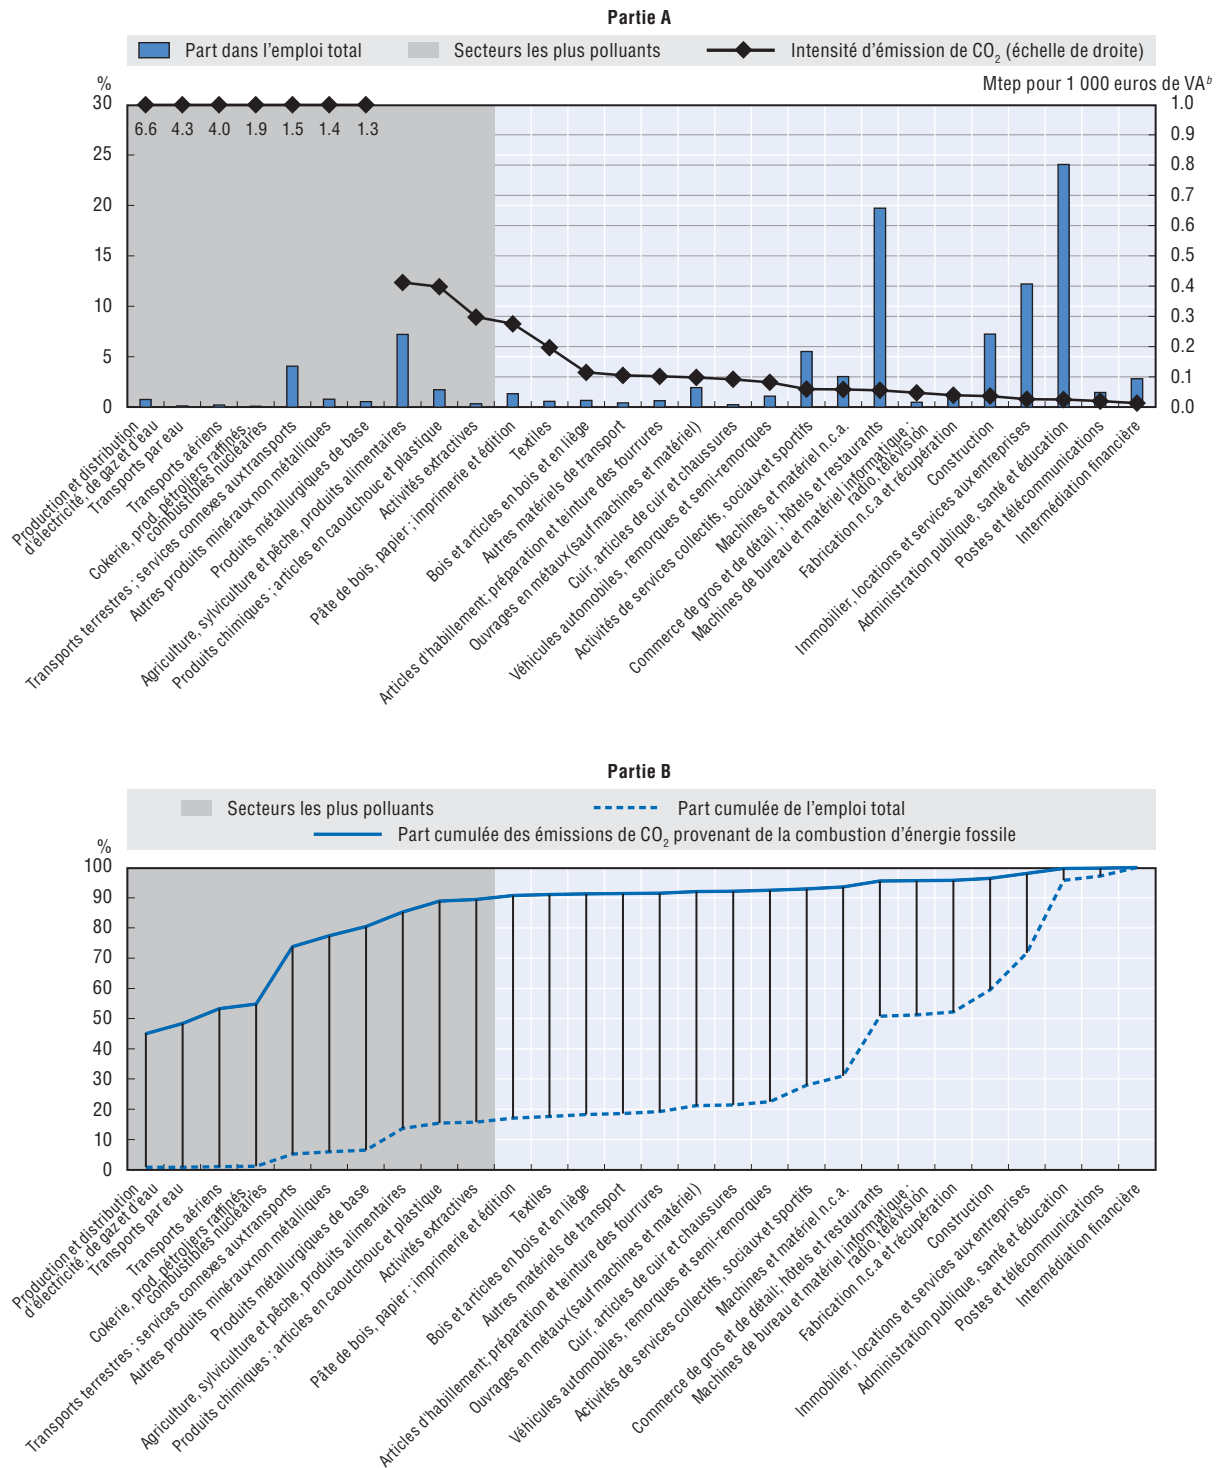 Partie A
Part dans l’emploi total
Secteurs les plus polluants
Intensité d’émission de CO2 (échelle de droite)
%
Mtep pour 1 000 euros de VAb
30
25
20
15
10
5
0
1.0
0.9
0.8
0.7
0.6
0.5
0.4
0.3
0.2
0.1
0.0
6.6
4.3
4.0
1.9
1.5
1.4
1.3
Production et distribution
d’électricité, de gaz et d’eau
Transports par eau
Transports aériens
Cokerie, prod. pétroliers raffinés,
combustibles nucléaires
Transports terrestres ; services connexes aux transports
Autres produits minéraux non métalliques
Produits métallurgiques de base
Agriculture, sylviculture et pêche, produits alimentaires
Produits chimiques ; articles en caoutchouc et plastique
Activités extractives
Pâte de bois, papier ; imprimerie et édition
Textiles
Bois et articles en bois et en liège
Autres matériels de transport
Articles d’habillement; préparation et teinture des fourrures
Ouvrages en métaux (sauf machines et matériel)
Cuir, articles de cuir et chaussures
Véhicules automobiles, remorques et semi-remorques
Activités de services collectifs, sociaux et sportifs
Machines et matériel n.c.a.
Commerce de gros et de détail ; hôtels et restaurants
Machines de bureau et matériel informatique ;
radio, télévision
Fabrication n.c.a et récupération
Construction
Immobilier, locations et services aux entreprises
Administration publique, santé et éducation
Postes et télécommunications
Intermédiation financière
Partie B
Secteurs les plus polluants
Part cumulée de l’emploi total
Part cumulée des émissions de CO2 provenant de la combustion d’énergie fossile
%
100
90
80
70
60
50
40
30
20
10
0
Production et distribution
d’électricité, de gaz et d’eau
Transports par eau
Transports aériens
Cokerie, prod. pétroliers raffinés,
combustibles nucléaires
Transports terrestres ; services connexes aux transports
Autres produits minéraux non métalliques
Produits métallurgiques de base
Agriculture, sylviculture et pêche, produits alimentaires
Produits chimiques ; articles en caoutchouc et plastique
Activités extractives
Pâte de bois, papier ; imprimerie et édition
Textiles
Bois et articles en bois et en liège
Autres matériels de transport
Articles d’habillement; préparation et teinture des fourrures
Ouvrages en métaux (sauf machines et matériel)
Cuir, articles de cuir et chaussures
Véhicules automobiles, remorques et semi-remorques
Activités de services collectifs, sociaux et sportifs
Machines et matériel n.c.a.
Commerce de gros et de détail; hôtels et restaurants
Machines de bureau et matériel informatique ;
radio, télévision
Fabrication n.c.a et récupération
Construction
Immobilier, locations et services aux entreprises
Administration publique, santé et éducation
Postes et télécommunications
Intermédiation financière